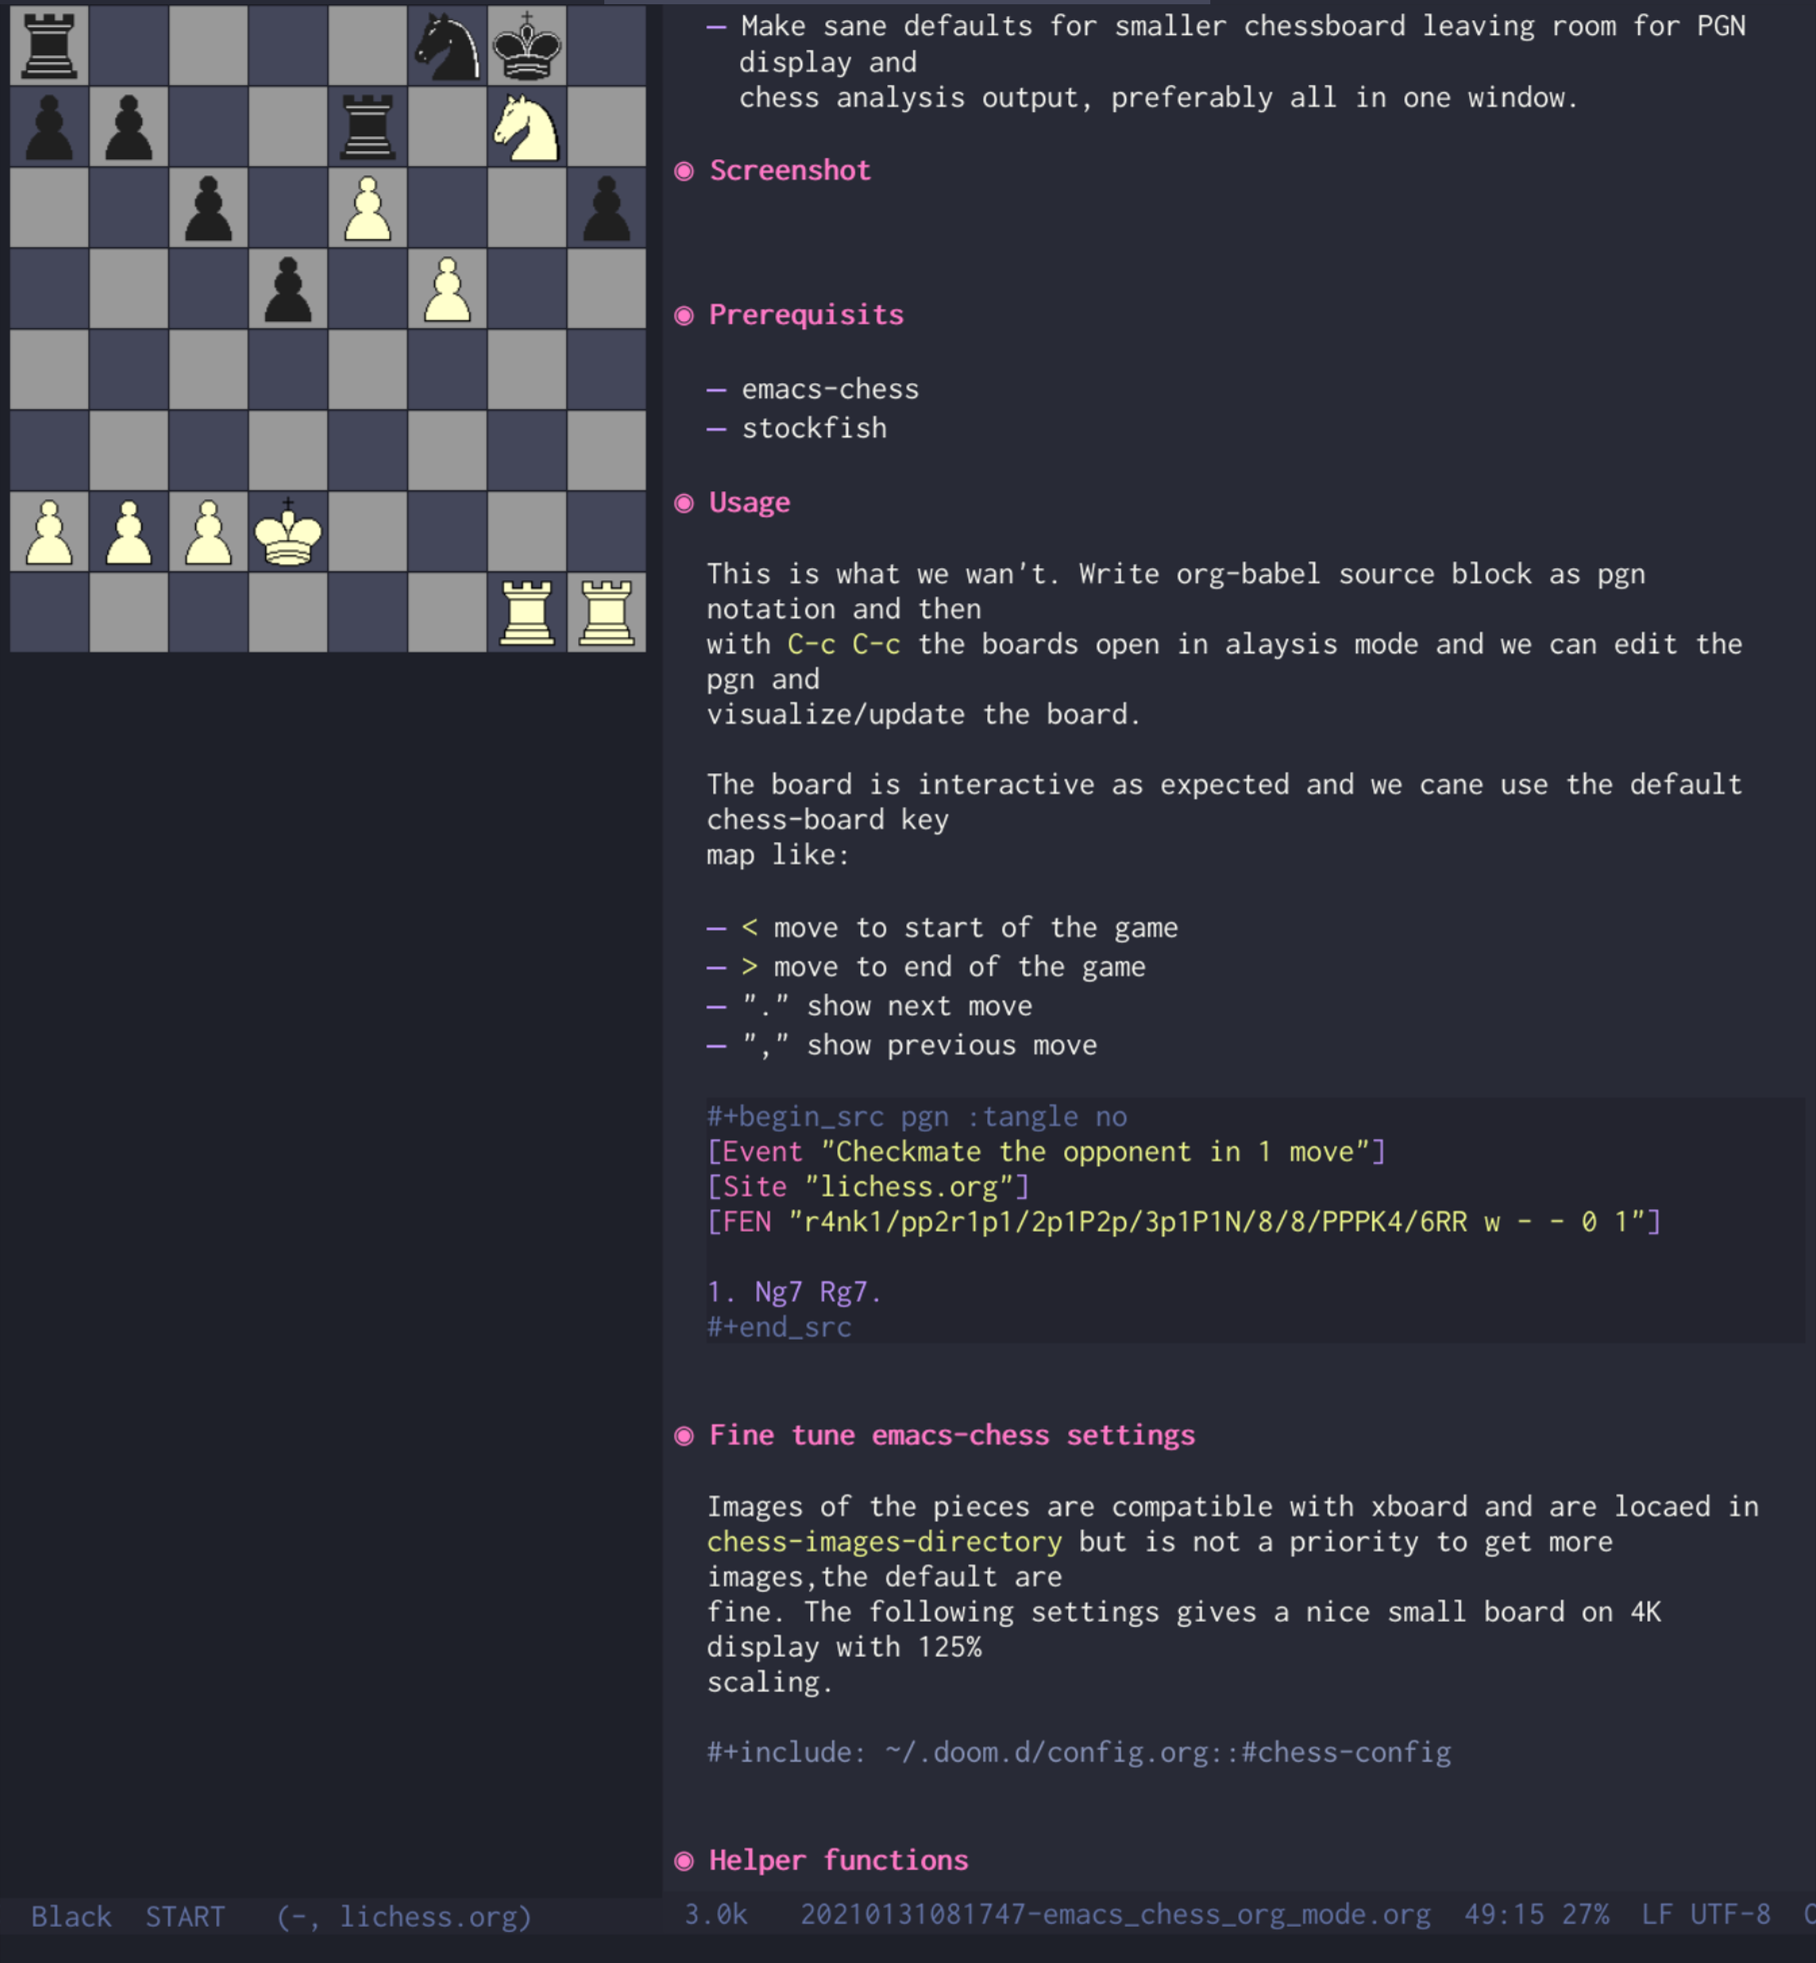 — Make sane defaults for smaller chessboard leaving room for PGN
display and
chess analysis output, preferably all in one window.
◉ Screenshot
◉ Prerequisits
— emacs-chess
— stockfish
◉ Usage
This is what we wan't. Write org-babel source block as pgn
notation and then
with C-c C-c the boards open in alaysis mode and we can edit the
pgn and
visualize/update the board.
The board is interactive as expected and we cane use the default
chess-board key
map like:
— < move to start of the game
— > move to end of the game
— "." show next move
— "," show previous move
#+begin_src pgn :tangle no
[Event "Checkmate the opponent in 1 move"]
[Site "lichess.org"]
[FEN "r4nk1/pp2r1p1/2p1P2p/3p1P1N/8/8/PPPK4/6RR w - - 0 1"]
1. Ng7 Rg7.
#+end_src
◉ Fine tune emacs-chess settings
Images of the pieces are compatible with xboard and are locaed in
chess-images-directory but is not a priority to get more
images,the default are
fine. The following settings gives a nice small board on 4K
display with 125%
scaling.
#+include: ~/.doom.d/config.org::#chess-config
◉ Helper functions
Black START (-, lichess.org)
3.0k 20210131081747-emacs_chess_org_mode.org 49:15 27% LF UTF-8